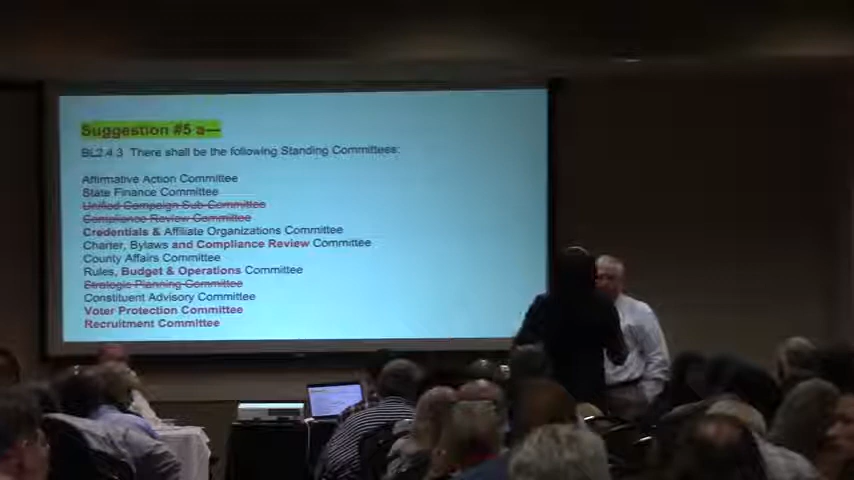 Suggestion #5 a—
BL2.4.3 There shall be the following Standing Committees:
Affirmative Action Committee
State Finance Committee
Unified Campaign Sub-Committee
Compliance Review Committee
Credentials & Affiliate Organizations Committee
Charter, Bylaws and Compliance Review Committee
County Affairs Committee
Rules, Budget & Operations Committee
Strategic Planning Committee
Constituent Advisory Committee
Voter Protection Committee
Recruitment Committee